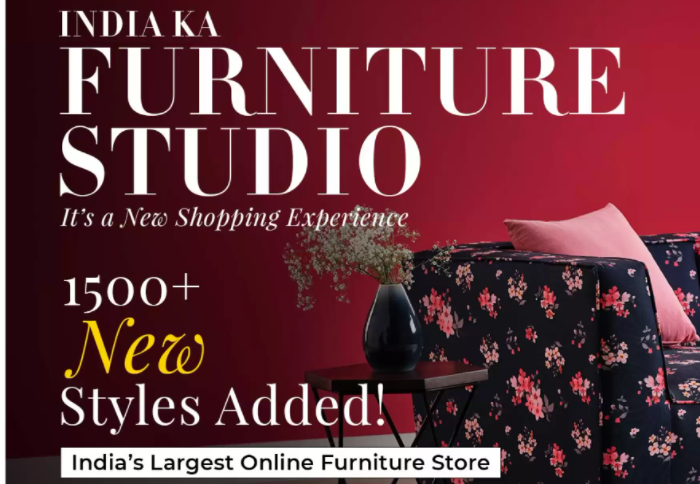 INDIA KA
FURNITURE
STUDIO
It's a New Shopping Experience
1500+
New
Styles Added!
India's Largest Online Furniture Store